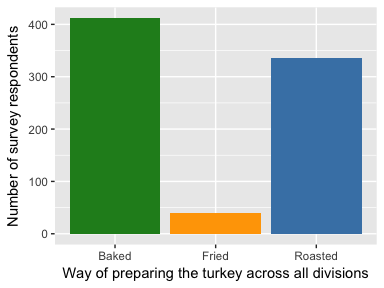 Number of survey respondents
400
300
200
100
0
Baked Fried Roasted
Way of preparing the turkey across all divisions